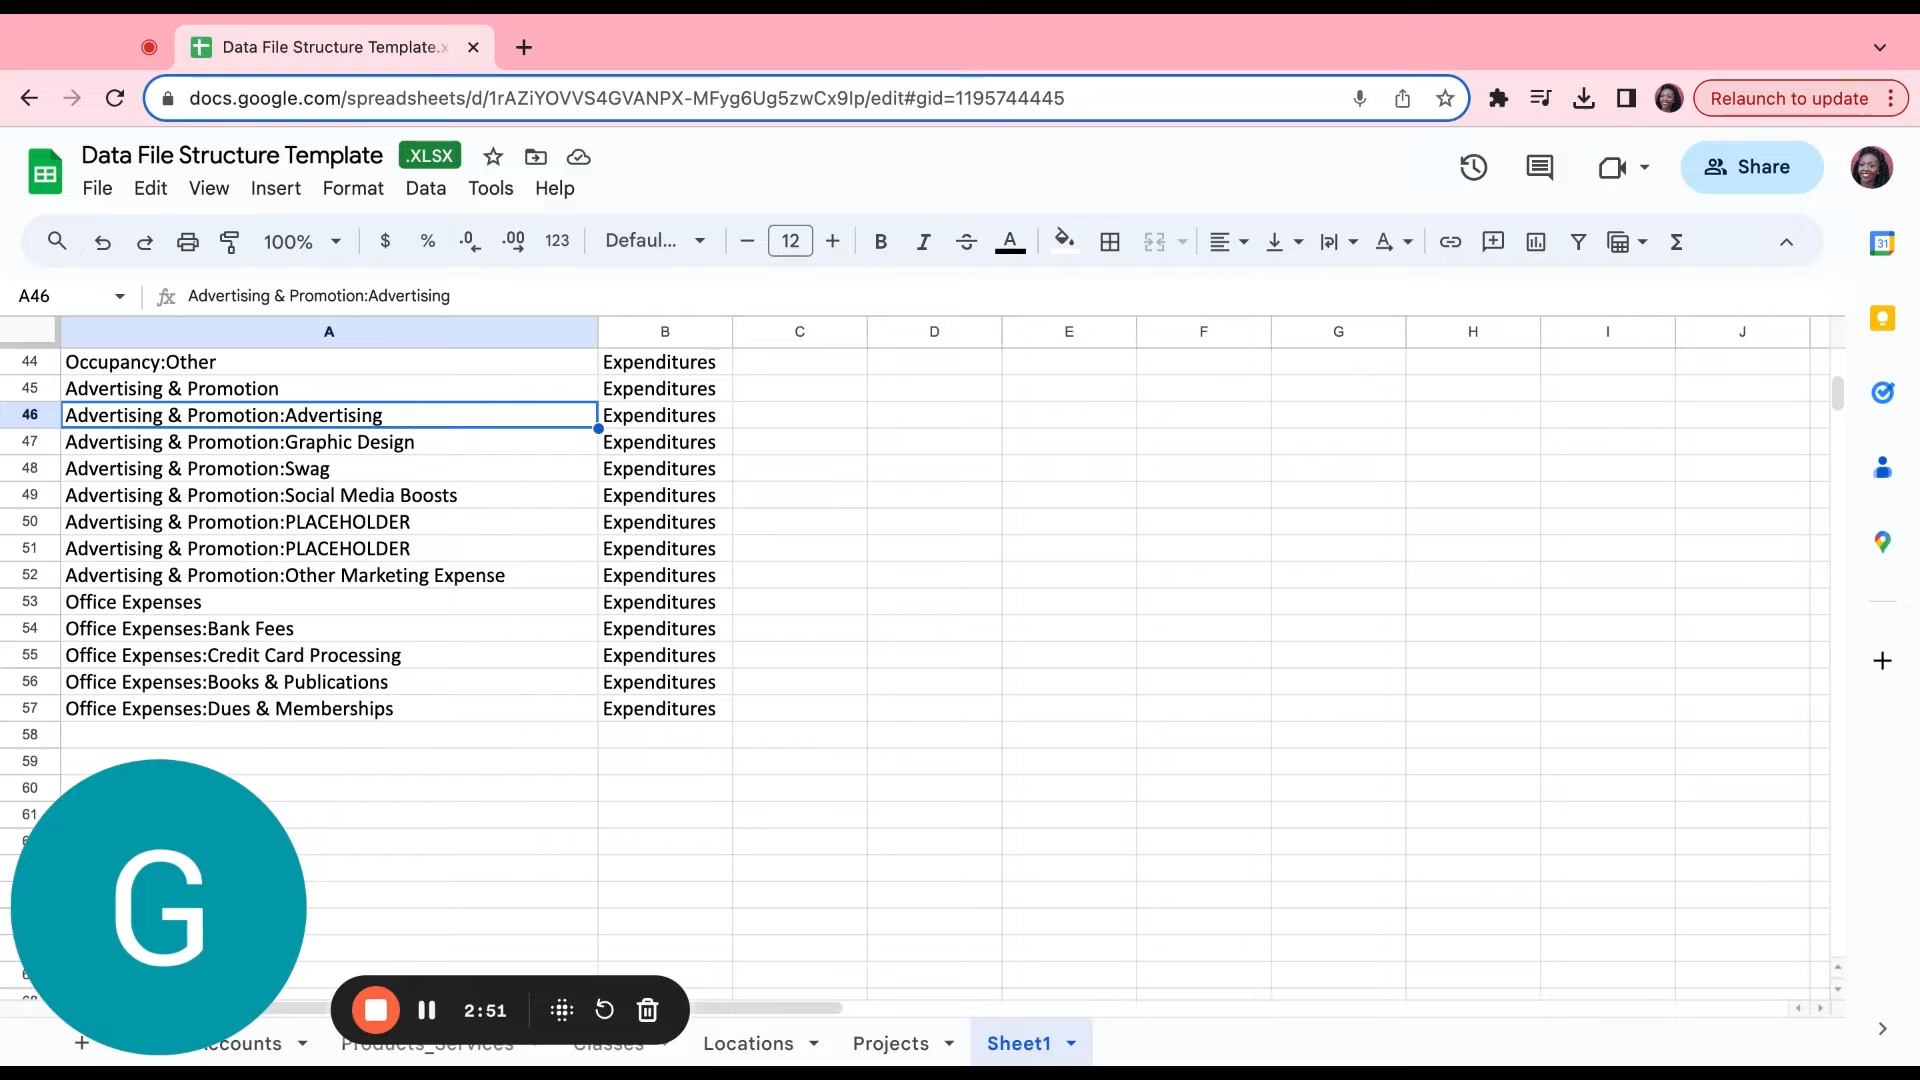 Data File Structure Template.x
docs.google.com/spreadsheets/d/1rAZiYOVVS4GVANPX-MFyg6Ug5zwCx9Ip/edit#gid=1195744445
Relaunch to update
Data File Structure Template .XLSX
File Edit View Insert Format Data Tools Help
Share
100% $ % .0 .00 123 Defaul... 12 B I S A
31
A46 fx Advertising & Promotion:Advertising
A B C D E F G H I J
44 Occupancy:Other Expenditures
45 Advertising & Promotion Expenditures
46 Advertising & Promotion:Advertising Expenditures
47 Advertising & Promotion:Graphic Design Expenditures
48 Advertising & Promotion:Swag Expenditures
49 Advertising & Promotion:Social Media Boosts Expenditures
50 Advertising & Promotion:PLACEHOLDER Expenditures
51 Advertising & Promotion:PLACEHOLDER Expenditures
52 Advertising & Promotion:Other Marketing Expense Expenditures
53 Office Expenses Expenditures
54 Office Expenses:Bank Fees Expenditures
55 Office Expenses:Credit Card Processing Expenditures
56 Office Expenses:Books & Publications Expenditures
57 Office Expenses:Dues & Memberships Expenditures
58
59
60
61
G
2:51
ccounts Products_Services Classes Locations Projects Sheet1